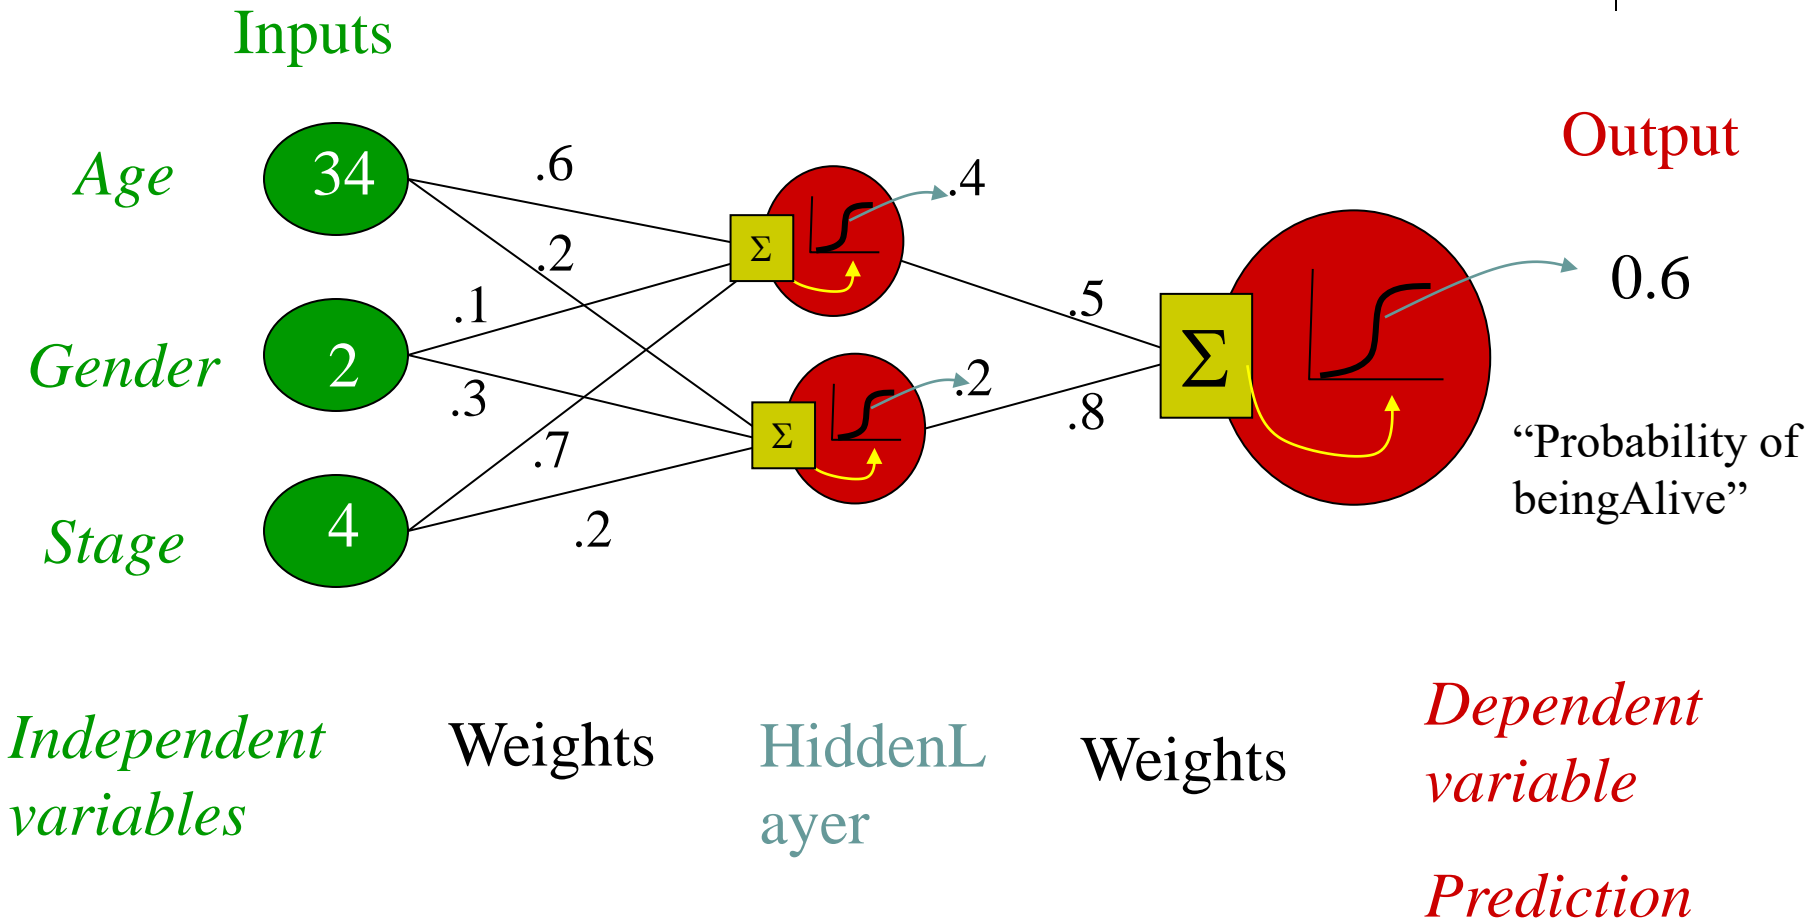 Inputs
Output
Age
34
.6
.4
.2
Σ
Gender
2
.1
.3
.5
0.6
Σ
.2
.8
Σ
Stage
4
.7
.2
“Probability of
beingAlive”
Independent
variables
Weights
HiddenL
ayer
Weights
Dependent
variable
Prediction